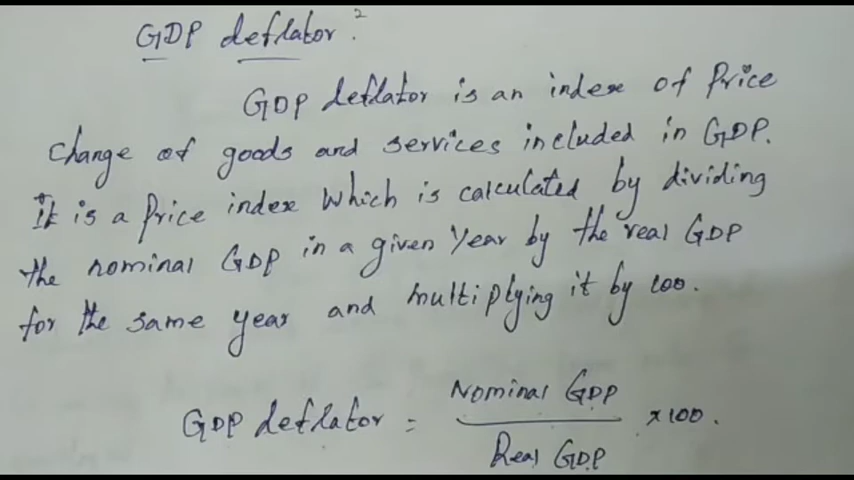 GDP deflator?
GDP deflator is an index of Price
Change of goods and services included in GDP.
It is a Price index which is calculated by dividing
the nominal GDP in a given year by the real GDP
for the same year and multiplying it by 100.
GDP deflator = Nominal GDP / Real GDP × 100.